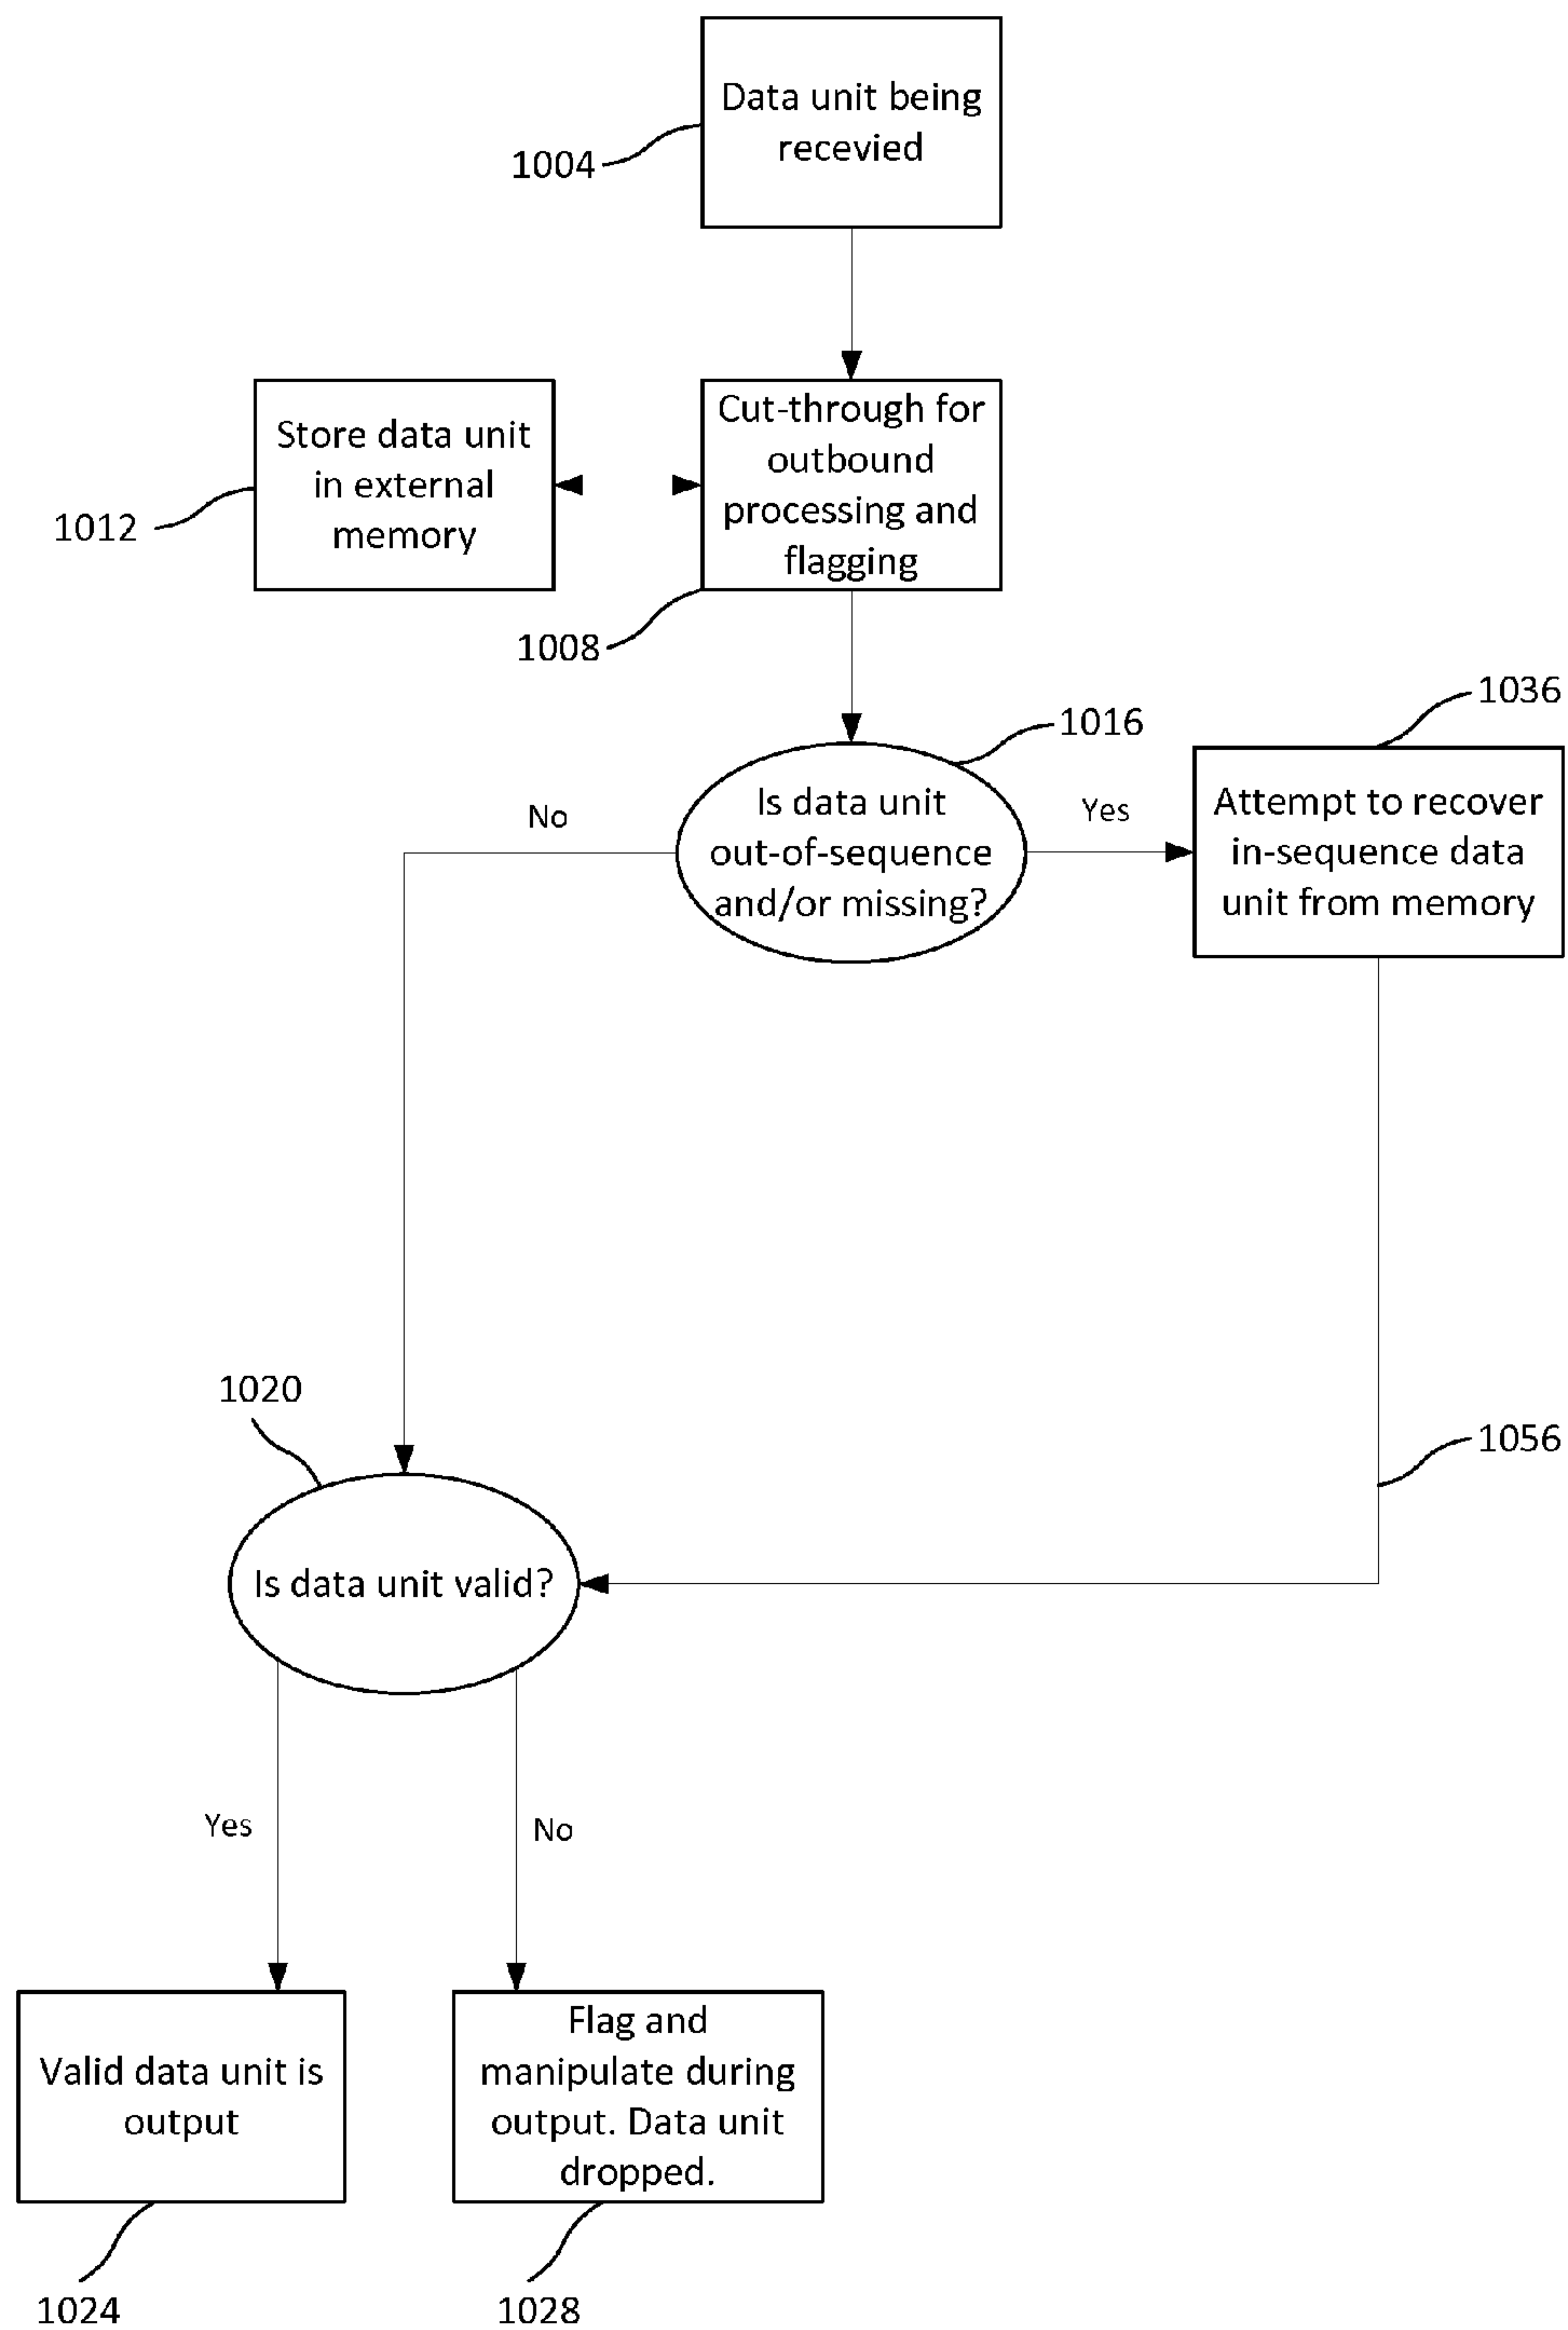 Data unit being
recevied
1004
Store data unit
in external
memory
1012
Cut-through for
outbound
processing and
flagging
1008
1036
1016
Is data unit
out-of-sequence
and/or missing?
No
Yes
Attempt to recover
in-sequence data
unit from memory
1020
1056
Is data unit valid?
Yes
No
Valid data unit is
output
Flag and
manipulate during
output. Data unit
dropped.
1024
1028